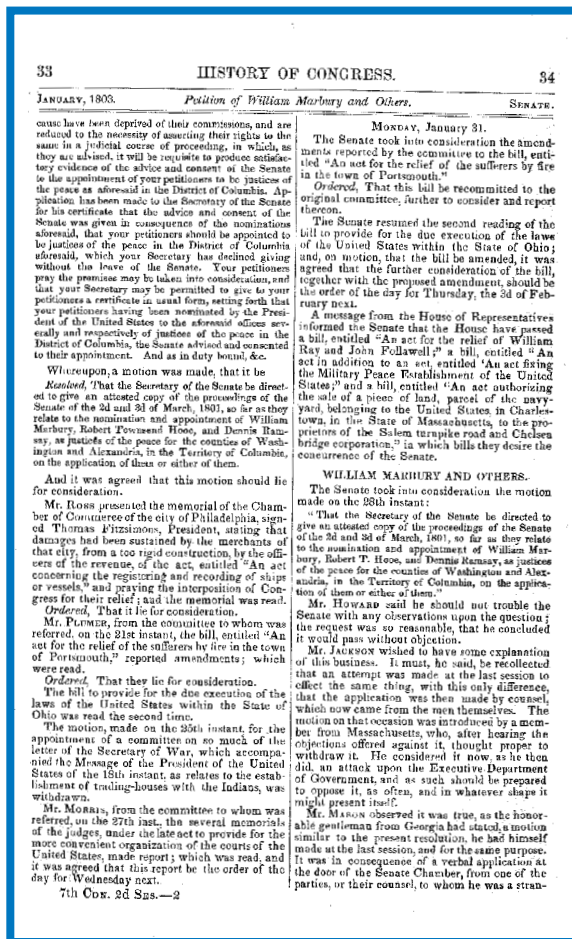 33
HISTORY OF CONGRESS.
34
JANUARY, 1803.
Petition of William Marbury and Others.
SENATE.
cause have been deprived of their commissions, and are
reduced to the necessity of asserting their rights to the
same in a judicial course of proceeding, in which, as
they are advised, it will be requisite to produce satisfac-
tory evidence of the advice and consent of the Senate
to the appointment of your petitioners to be justices of
the peace as aforesaid in the District of Columbia. Ap-
plication has been made to the Secretary of the Senate
for his certificate that the advice and consent of the
Senate was given in consequence of the nominations
aforesaid, that your petitioners should be appointed to
be justices of the peace in the District of Columbia
aforesaid, which your Secretary has declined giving
without the leave of the Senate. Your petitioners
pray the premises may be taken into consideration, and
that your Secretary may be permitted to give to your
petitioners a certificate in usual form, setting forth that
your petitioners having been nominated by the Presi-
dent of the United States to the aforesaid offices sev-
erally and respectively of justices of the peace in the
District of Columbia, the Senate advised and consented
to their appointment. And as in duty bound, &c.
Whereupon, a motion was made, that it be
Resolved, That the Secretary of the Senate be direct-
ed to give an attested copy of the proceedings of the
Senate of the 2d and 3d of March, 1801, so far as they
relate to the nomination and appointment of William
Marbury, Robert Townsend Hooe, and Dennis Ram-
say, as justices of the peace for the counties of Wash-
ington and Alexandria, in the Territory of Columbia,
on the application of them or either of them.
And it was agreed that this motion should lie
for consideration.
Mr. Ross presented the memorial of the Cham-
ber of Commerce of the city of Philadelphia, sign-
ed Thomas Fitzsimons, President, stating that
damages had been sustained by the merchants of
that city, from a too rigid construction, by the offi-
cers of the revenue, of the act, entitled "An act
concerning the registering and recording of ships
or vessels," and praying the interposition of Con-
gress for their relief; and the memorial was read.
Ordered, That it lie for consideration.
Mr. Plumer, from the committee to whom was
referred, on the 21st instant, the bill, entitled "An
act for the relief of the sufferers by fire in the town
of Portsmouth," reported amendments; which
were read.
Ordered, That they lie for consideration.
The bill to provide for the due execution of the
laws of the United States within the State of
Ohio was read the second time.
The motion, made on the 25th instant, for the
appointment of a committee on so much of the
letter of the Secretary of War, which accompa-
nied the Message of the President of the United
States of the 18th instant, as relates to the estab-
lishment of trading-houses with the Indians, was
withdrawn.
Mr. Morris, from the committee to whom was
referred, on the 27th inst., the several memorials
of the judges, under the late act to provide for the
more convenient organization of the courts of the
United States, made report; which was read, and
it was agreed that this report be the order of the
day for Wednesday next.
7th Con. 2d Ses.—2
Monday, January 31.
The Senate took into consideration the amend-
ments reported by the committee to the bill, enti-
tled "An act for the relief of the sufferers by fire
in the town of Portsmouth."
Ordered, That this bill be recommitted to the
original committee, further to consider and report
thereon.
The Senate resumed the second reading of the
bill to provide for the due execution of the laws
of the United States within the State of Ohio;
and, on motion, that the bill be amended, it was
agreed that the further consideration of the bill,
together with the proposed amendment, should be
the order of the day for Thursday, the 3d of Feb-
ruary next.
A message from the House of Representatives
informed the Senate that the House have passed
a bill, entitled "An act for the relief of William
Ray and John Follawell;" a bill, entitled "An
act in addition to an act, entitled 'An act fixing
the Military Peace Establishment of the United
States;" and a bill, entitled "An act authorizing
the sale of a piece of land, parcel of the navy-
yard, belonging to the United States, in Charles-
town, in the State of Massachusetts, to the pro-
prietors of the Salem turnpike road and Chelsea
bridge corporation," in which bills they desire the
concurrence of the Senate.
WILLIAM MARBURY AND OTHERS.
The Senate took into consideration the motion
made on the 28th instant:
"That the Secretary of the Senate be directed to
give an attested copy of the proceedings of the Senate
of the 2d and 3d of March, 1801, so far as they relate
to the nomination and appointment of William Mar-
bury, Robert T. Hooe, and Dennis Ramsay, as justices
of the peace for the counties of Washington and Alex-
andria, in the Territory of Columbia, on the applica-
tion of them or either of them."
Mr. Howard said he should not trouble the
Senate with any observations upon the question;
the request was so reasonable, that he concluded
it would pass without objection.
Mr. Jackson wished to have some explanation
of this business. It must, he said, be recollected
that an attempt was made at the last session to
effect the same thing, with this only difference,
that the application was then made by counsel,
which now came from the men themselves. The
motion on that occasion was introduced by a mem-
ber from Massachusetts, who, after hearing the
objections offered against it, thought proper to
withdraw it. He considered it now, as he then
did, an attack upon the Executive Department
of Government, and as such should be prepared
to oppose it, as often, and in whatever shape it
might present itself.
Mr. Mason observed it was true, as the honor-
able gentleman from Georgia had stated, a motion
similar to the present resolution, he had himself
made at the last session, and for the same purpose.
It was in consequence of a verbal application at
the door of the Senate Chamber, from one of the
parties, or their counsel, to whom he was a stran-